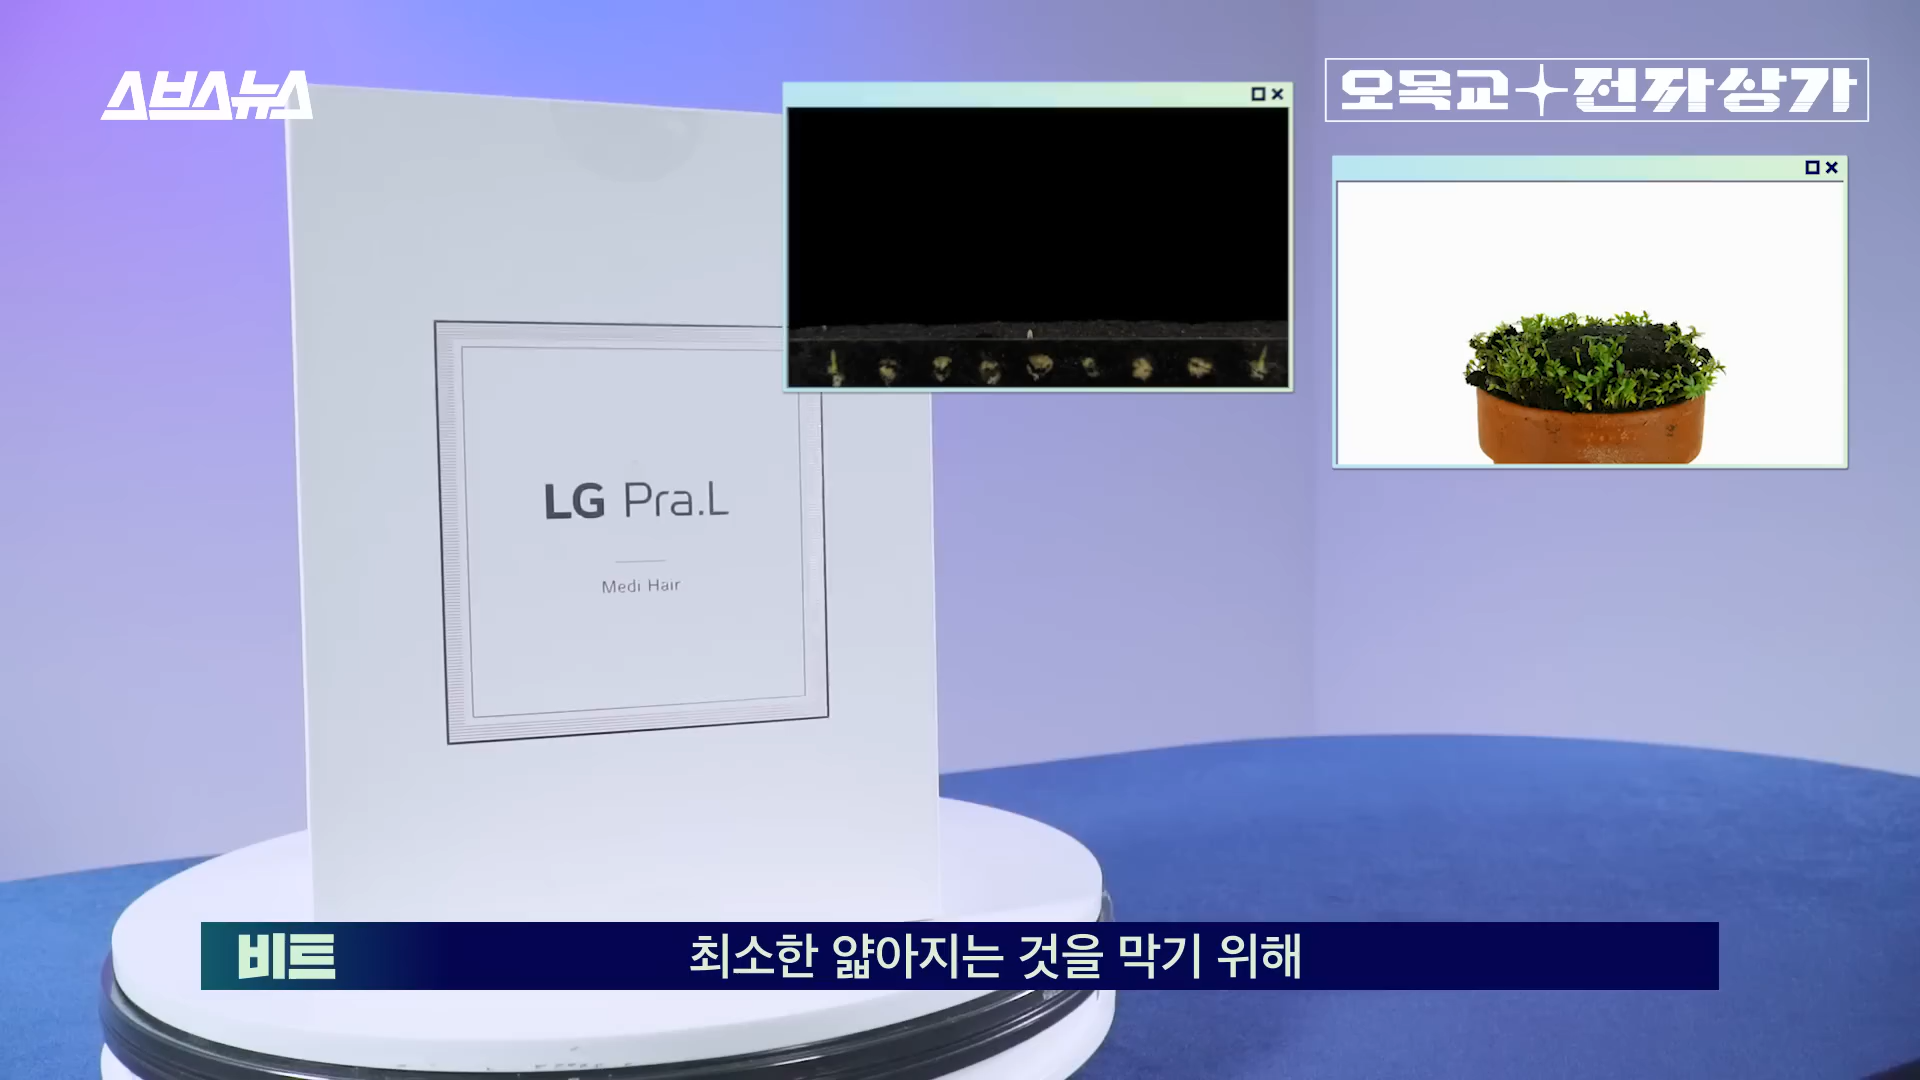 스브스뉴스
오목교 전자상가
LG Pra.L
Medi Hair
비트
최소한 얇아지는 것을 막기 위해